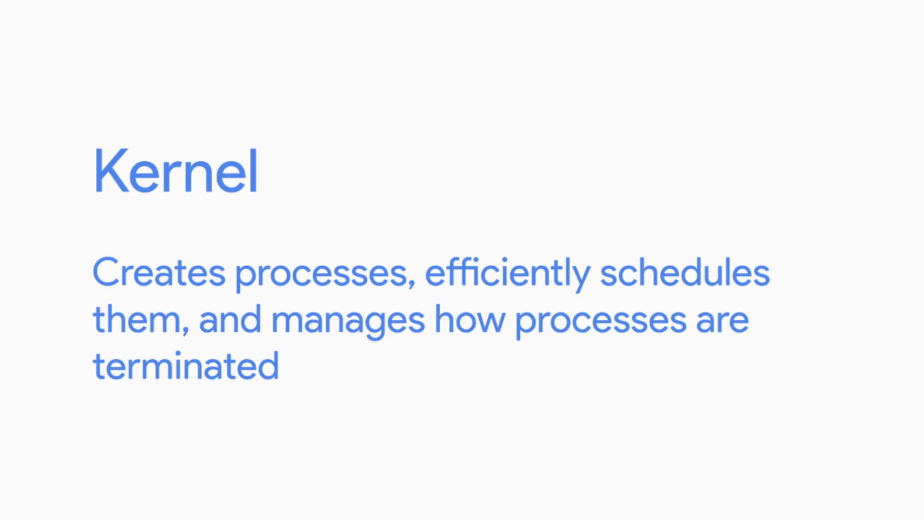 Kernel
Creates processes, efficiently schedules
them, and manages how processes are
terminated